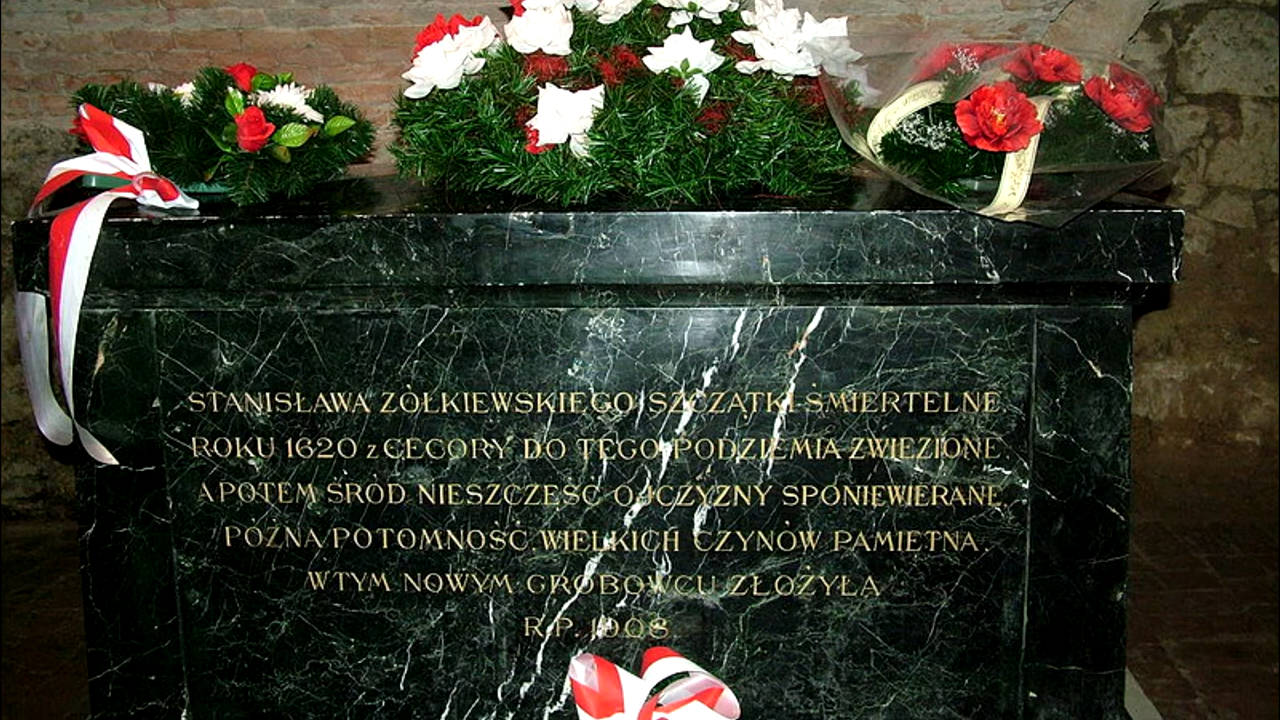 STANISŁAWA ŻÓŁKIEWSKIEGO SZCZĄTKI ŚMIERTELNE,
ROKU 1620 z CECORY DO TEGO PODZIEMIA ZWIEZIONE
A POTEM ŚRÓD NIESZCZĘŚĆ OJCZYZNY SPONIEWIERANE
PÓŹNA POTOMNOŚĆ, WIELKICH CZYNÓW PAMIĘTNA,
W TYM NOWYM GROBOWCU ZŁOŻYŁA
R.P. 1908.